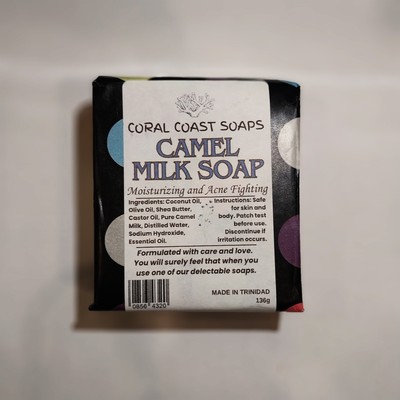 CORAL COAST SOAPS
CAMEL
MILK SOAP
Moisturizing and Acne Fighting
Ingredients: Coconut Oil,
Olive Oil, Shea Butter,
Castor Oil, Pure Camel
Milk, Distilled Water,
Sodium Hydroxide,
Essential Oil.
Instructions: Safe
for skin and
body. Patch test
before use.
Discontinue if
irritation occurs.
Formulated with care and love.
You will surely feel that when you
use one of our delectable soaps.
MADE IN TRINIDAD
136g
0856 4320